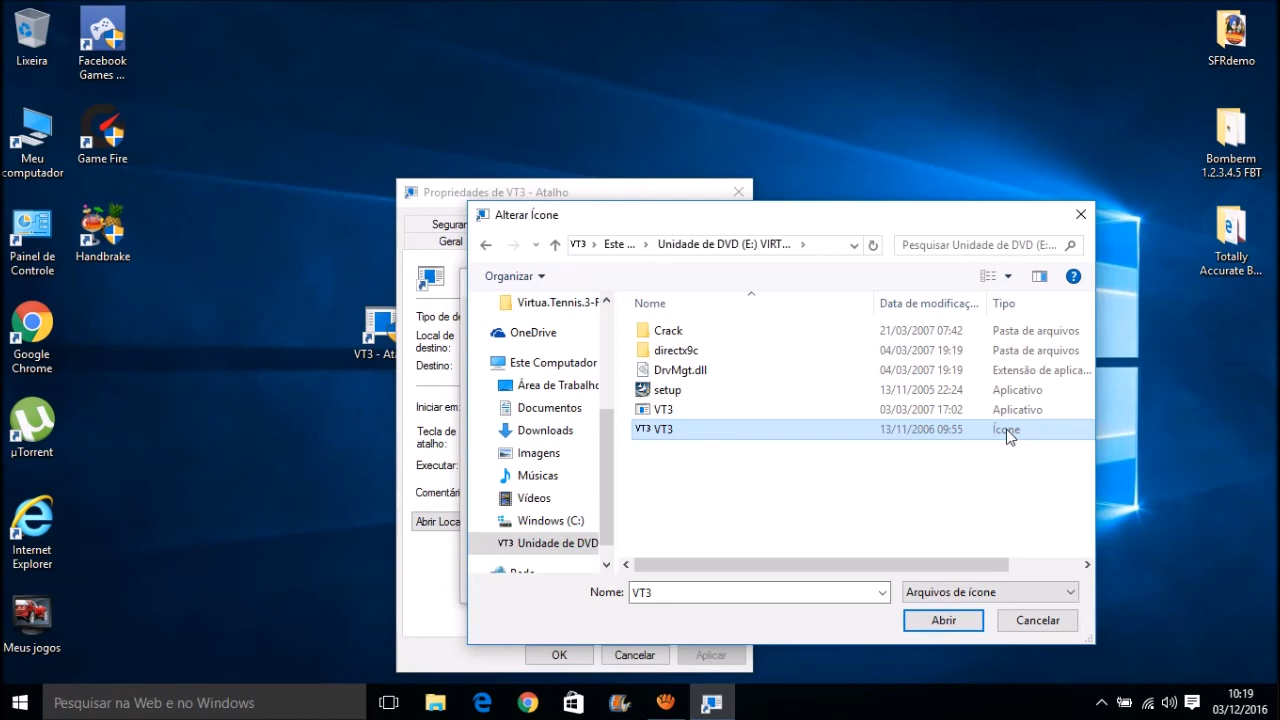 Lixeira
Facebook
Games ...
Meu
computador
Game Fire
Painel de
Controle
Handbrake
Google
Chrome
µTorrent
Internet
Explorer
Meus jogos
SFRdemo
Bomberm
1.2.3.4.5 FBT
Totally
Accurate B...
VT3 - Ata
Propriedades de VT3 - Atalho
Seguran
Geral
Tipo de de
Local de
destino:
Destino:
Iniciar em:
Tecla de
atalho:
Executar:
Comentári
Abrir Loca
OK
Cancelar
Aplicar
Alterar Ícone
VT3 Este ... Unidade de DVD (E:) VIRT...
Pesquisar Unidade de DVD (E:...
Organizar
Virtua.Tennis.3-F
OneDrive
Este Computador
Área de Trabalho
Documentos
Downloads
Imagens
Músicas
Vídeos
Windows (C:)
VT3 Unidade de DVD
Rede
Nome Data de modificaç... Tipo
Crack 21/03/2007 07:42 Pasta de arquivos
directx9c 04/03/2007 19:19 Pasta de arquivos
DrvMgt.dll 04/03/2007 19:19 Extensão de aplica...
setup 13/11/2005 22:24 Aplicativo
VT3 03/03/2007 17:02 Aplicativo
VT3 VT3 13/11/2006 09:55 Ícone
Nome: VT3
Arquivos de ícone
Abrir
Cancelar
Pesquisar na Web e no Windows
10:19
03/12/2016